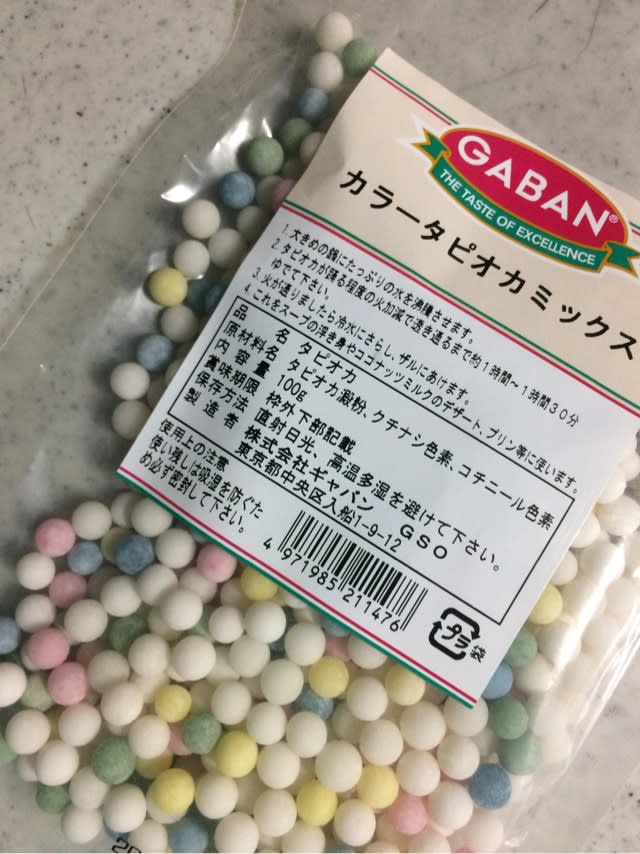 GABAN®
THE TASTE OF EXCELLENCE
カラータピオカミックス
1. 大きめの鍋にたっぷりの水を沸騰させます。
2. タピオカが踊る程度の火加減で透き通るまで約1時間〜1時間30分
ゆでて下さい。
3. 火が通りましたら冷水にさらし、ザルにあけます。
4. これをスープの浮き身やココナッツミルクのデザート、プリン等に使います。
品 名 タピオカ
原材料名 タピオカ澱粉、クチナシ色素、コチニール色素
内 容 量 100g
賞味期限 枠外下部記載
保存方法 直射日光、高温多湿を避けて下さい。
製 造 者 株式会社ギャバン GSO
東京都中央区入船1-9-12
使用上の注意
使い残しは吸湿を防ぐた
め必ず密封して下さい。
4 971985 211476
プラ
袋